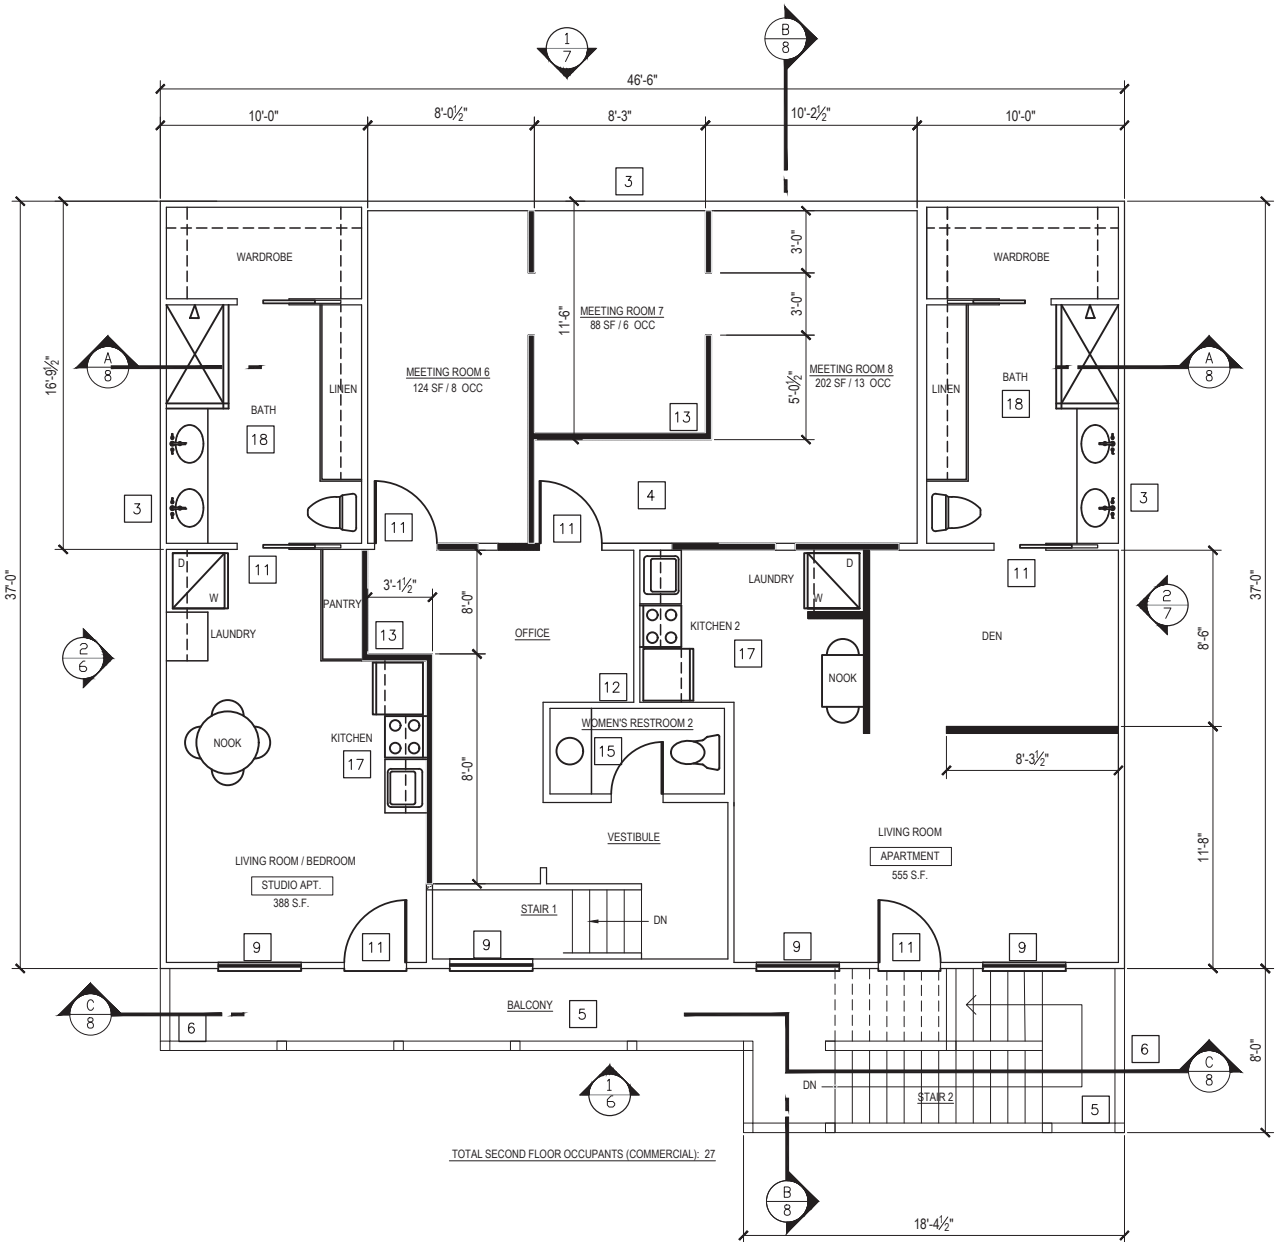 1
7
B
8
46'-6"
10'-0"
8'-0½"
8'-3"
10'-2½"
10'-0"
3
WARDROBE
WARDROBE
3'-0"
3'-0"
5'-0½"
11'-6"
MEETING ROOM 7
88 SF / 6 OCC
MEETING ROOM 6
124 SF / 8 OCC
MEETING ROOM 8
202 SF / 13 OCC
16'-9½"
A
8
A
8
LINEN
LINEN
BATH
18
BATH
18
13
3
4
3
11
11
11
11
D
W
LAUNDRY
PANTRY
3'-1½"
13
8'-0"
OFFICE
LAUNDRY
D
W
KITCHEN 2
17
DEN
37'-0"
37'-0"
2
6
2
7
8'-6"
12
NOOK
WOMEN'S RESTROOM 2
15
NOOK
KITCHEN
17
8'-0"
8'-3½"
VESTIBULE
11'-8"
LIVING ROOM / BEDROOM
STUDIO APT.
388 S.F.
LIVING ROOM
APARTMENT
555 S.F.
STAIR 1
DN
9
11
9
9
11
9
C
8
BALCONY
5
6
6
8'-0"
C
8
1
6
DN
STAIR 2
5
TOTAL SECOND FLOOR OCCUPANTS (COMMERCIAL): 27
B
8
18'-4½"